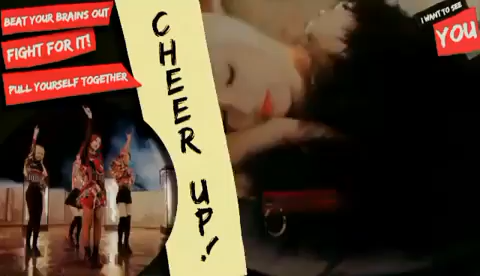 BEAT YOUR BRAINS OUT
FIGHT FOR IT!
PULL YOURSELF TOGETHER
CHEER UP!
I WANT TO SEE
YOU